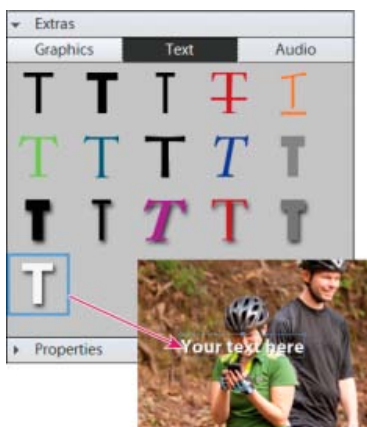 Extras
Graphics Text Audio
T T T T T
T T T T T
T T T T T
T
Your text here
Properties